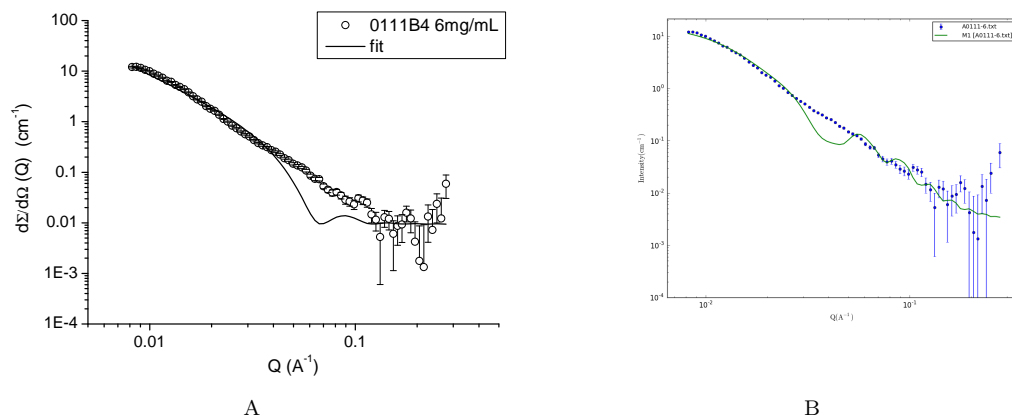 0111B4 6mg/mL
fit
100
10
1
0.1
0.01
1E-3
1E-4
dΣ/dΩ (Q) (cm⁻¹)
0.01
0.1
Q (A⁻¹)
A
A0111-6.txt
M1 [A0111-6.txt]
10¹
10⁰
10⁻¹
10⁻²
10⁻³
10⁻⁴
Intensity(cm⁻¹)
10⁻²
10⁻¹
Q(A⁻¹)
B